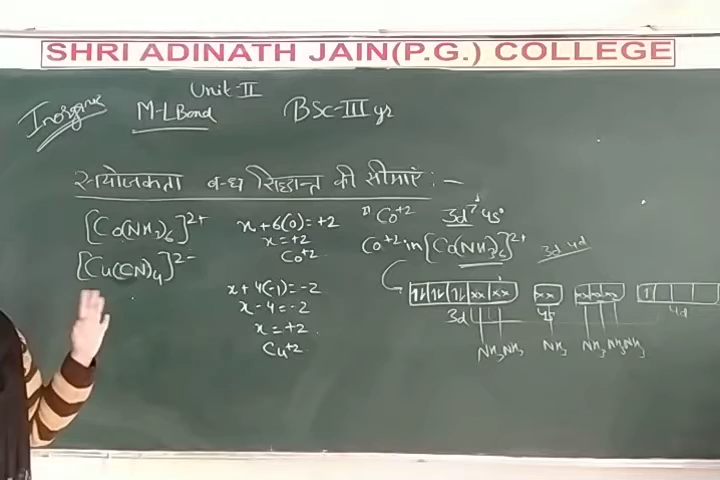 SHRI ADINATH JAIN(P.G.) COLLEGE
Unit-II
Inorganic M-L Bond BSc-III yr
संयोजकता बन्ध सिद्धान्त की सीमाएं :-
[Co(NH3)6]2+
[Cu(CN)4]2-
x+6(0)=+2
x=+2
Co+2
x+4(-1)=-2
x-4=-2
x=+2
Cu+2
Co+2 3d7 4s0
Co+2 in [Co(NH3)6]2+ 3d 4d
3d 4s 4d
NH3 NH3 NH3 NH3 NH3 NH3